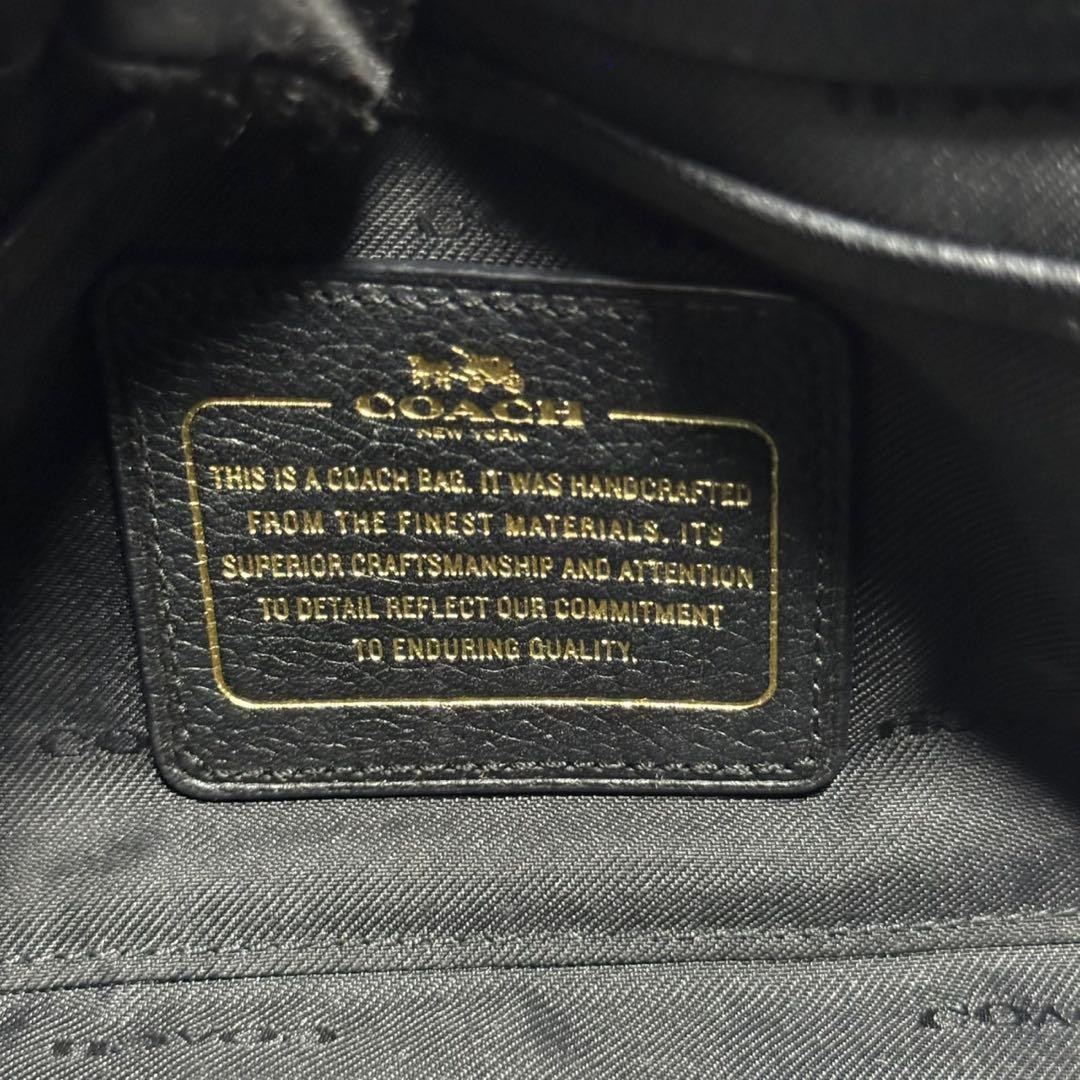 COACH
NEW YORK
THIS IS A COACH BAG. IT WAS HANDCRAFTED
FROM THE FINEST MATERIALS. ITS
SUPERIOR CRAFTSMANSHIP AND ATTENTION
TO DETAIL REFLECT OUR COMMITMENT
TO ENDURING QUALITY.